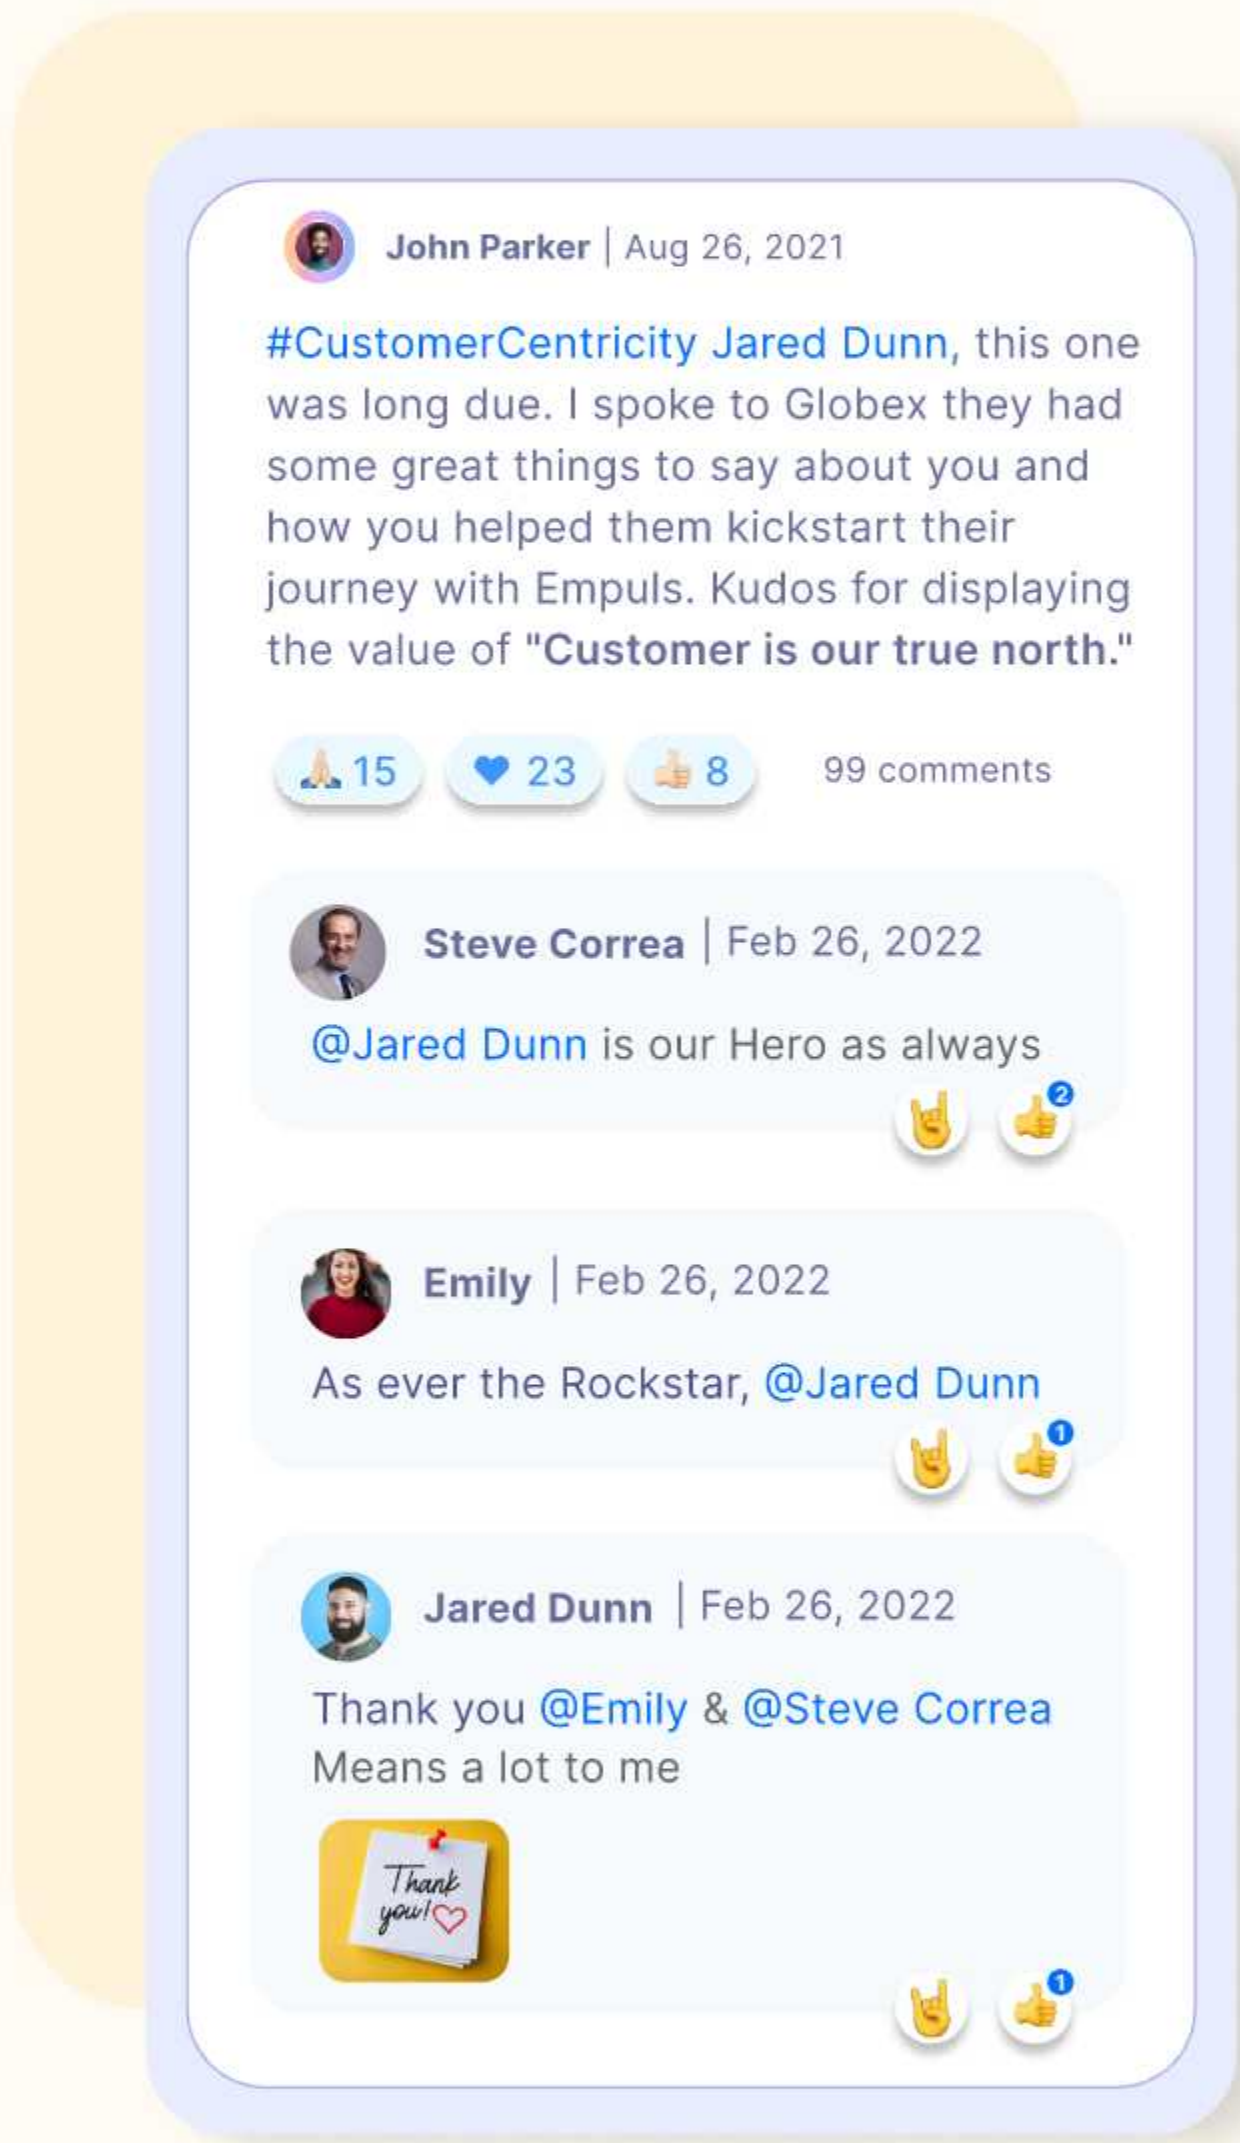 John Parker | Aug 26, 2021
#CustomerCentricity Jared Dunn, this one
was long due. I spoke to Globex they had
some great things to say about you and
how you helped them kickstart their
journey with Empuls. Kudos for displaying
the value of "Customer is our true north."
🙏🏻 15 💙 23 👍🏻 8 99 comments
Steve Correa | Feb 26, 2022
@Jared Dunn is our Hero as always
🤘 👍 2
Emily | Feb 26, 2022
As ever the Rockstar, @Jared Dunn
🤘 👍 1
Jared Dunn | Feb 26, 2022
Thank you @Emily & @Steve Correa
Means a lot to me
Thank
you!
🤘 👍 1